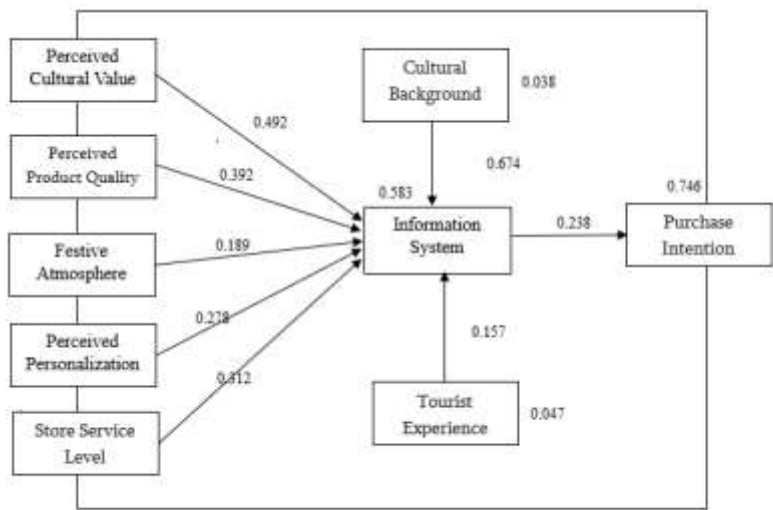 Perceived
Cultural Value
Cultural
Background
0.038
0.492
Perceived
Product Quality
0.392
0.674
0.583
0.746
Information
System
0.238
Purchase
Intention
Festive
Atmosphere
0.189
Perceived
Personalization
0.278
0.157
0.312
Tourist
Experience
0.047
Store Service
Level